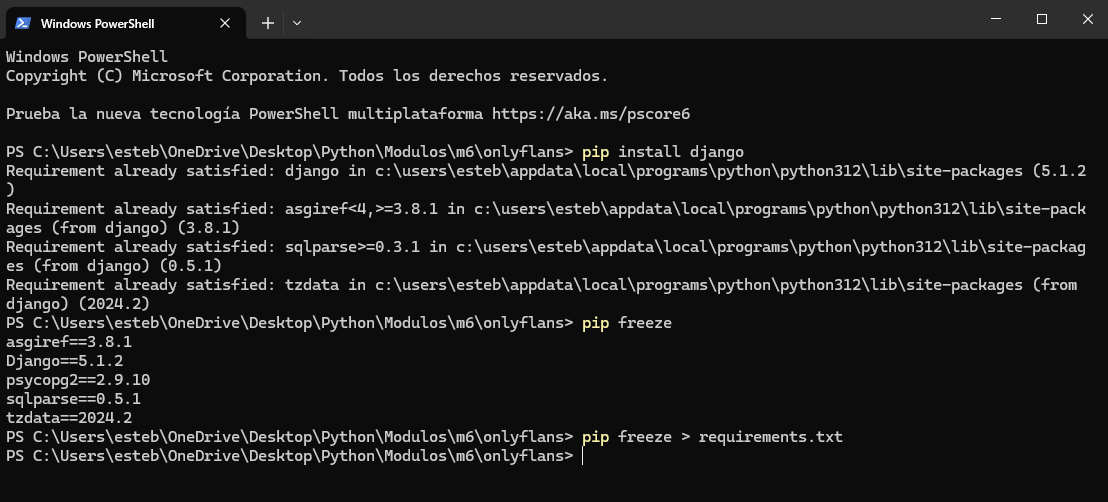 Windows PowerShell
Windows PowerShell
Copyright (C) Microsoft Corporation. Todos los derechos reservados.
Prueba la nueva tecnología PowerShell multiplataforma https://aka.ms/pscore6
PS C:\Users\esteb\OneDrive\Desktop\Python\Modulos\m6\onlyflans> pip install django
Requirement already satisfied: django in c:\users\esteb\appdata\local\programs\python\python312\lib\site-packages (5.1.2
)
Requirement already satisfied: asgiref<4,>=3.8.1 in c:\users\esteb\appdata\local\programs\python\python312\lib\site-pack
ages (from django) (3.8.1)
Requirement already satisfied: sqlparse>=0.3.1 in c:\users\esteb\appdata\local\programs\python\python312\lib\site-packag
es (from django) (0.5.1)
Requirement already satisfied: tzdata in c:\users\esteb\appdata\local\programs\python\python312\lib\site-packages (from
django) (2024.2)
PS C:\Users\esteb\OneDrive\Desktop\Python\Modulos\m6\onlyflans> pip freeze
asgiref==3.8.1
Django==5.1.2
psycopg2==2.9.10
sqlparse==0.5.1
tzdata==2024.2
PS C:\Users\esteb\OneDrive\Desktop\Python\Modulos\m6\onlyflans> pip freeze > requirements.txt
PS C:\Users\esteb\OneDrive\Desktop\Python\Modulos\m6\onlyflans>